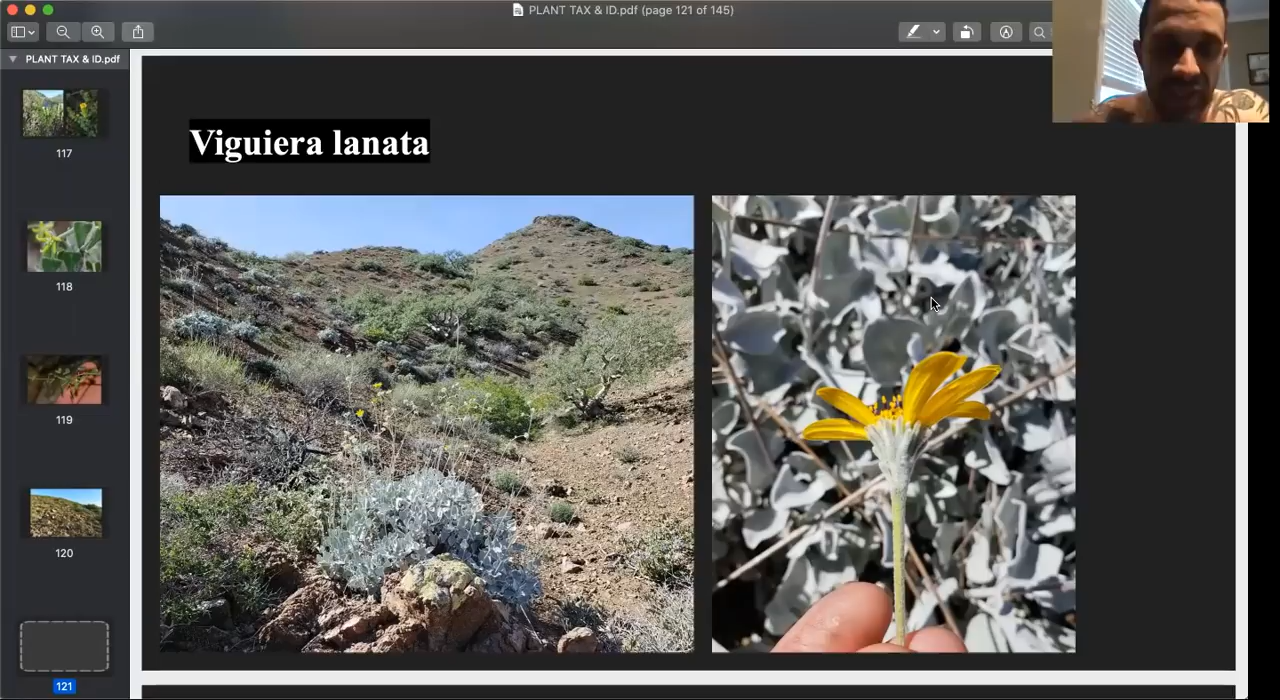 PLANT TAX & ID.pdf (page 121 of 145)
PLANT TAX & ID.pdf
117
118
119
120
121
Viguiera lanata